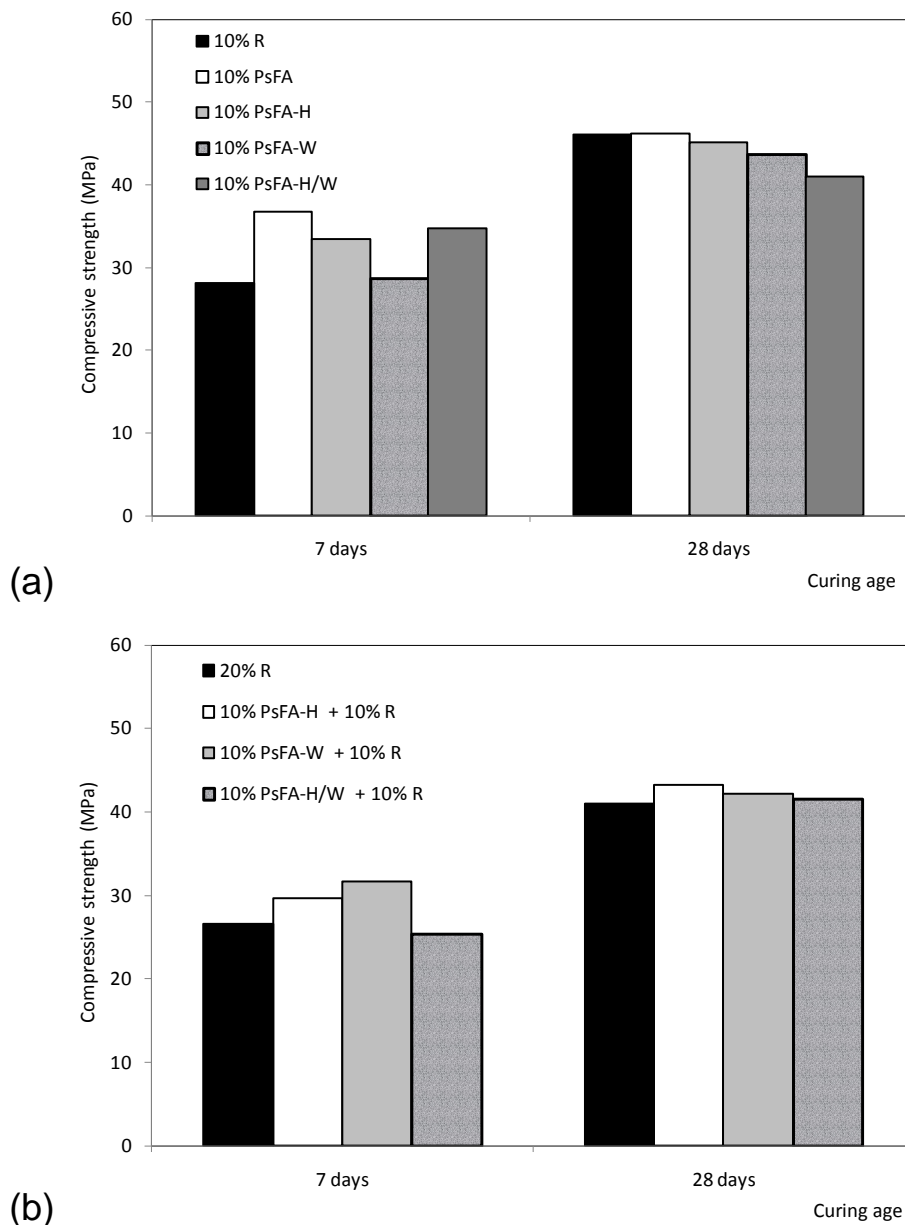 60
50
40
30
20
10
0
Compressive strength (MPa)
10% R
10% PsFA
10% PsFA-H
10% PsFA-W
10% PsFA-H/W
7 days
28 days
Curing age
(a)
60
50
40
30
20
10
0
Compressive strength (MPa)
20% R
10% PsFA-H + 10% R
10% PsFA-W + 10% R
10% PsFA-H/W + 10% R
7 days
28 days
Curing age
(b)